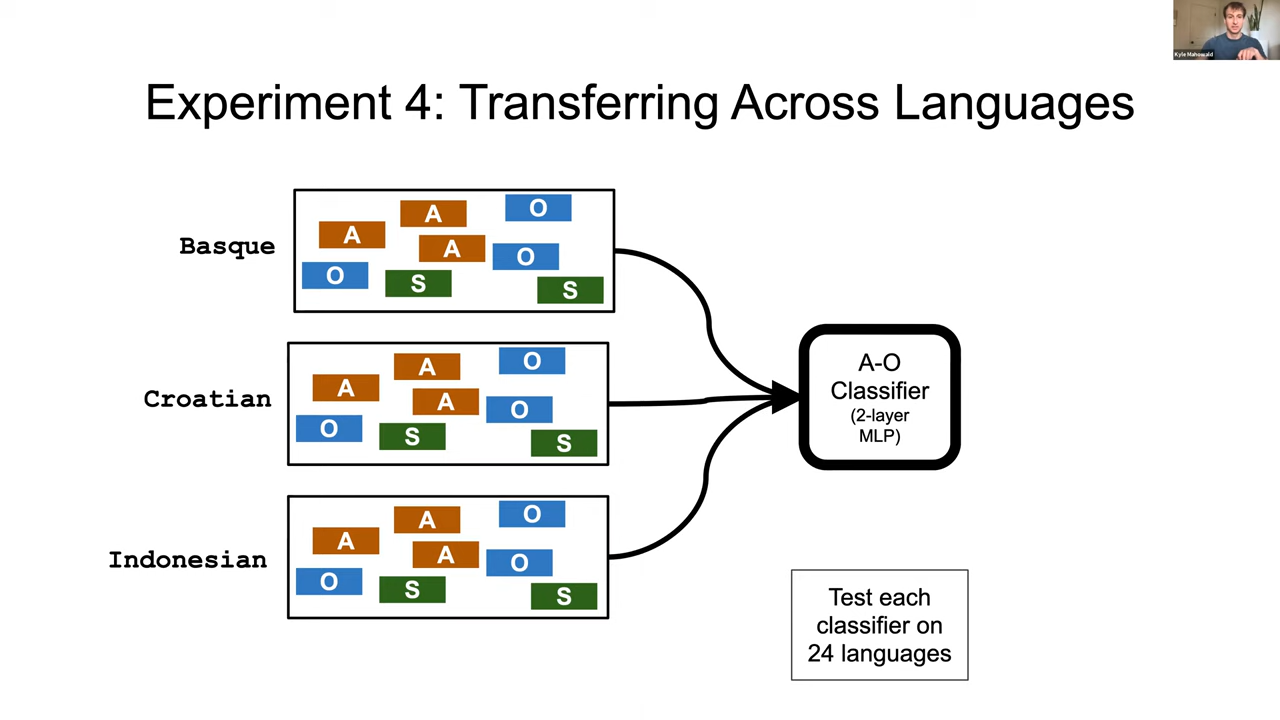 Kyle Mahowald
Experiment 4: Transferring Across Languages
Basque
A
A
O
A
O
O
S
S
Croatian
A
A
O
A
O
O
S
S
Indonesian
A
A
O
A
O
O
S
S
A-O
Classifier
(2-layer
MLP)
Test each
classifier on
24 languages